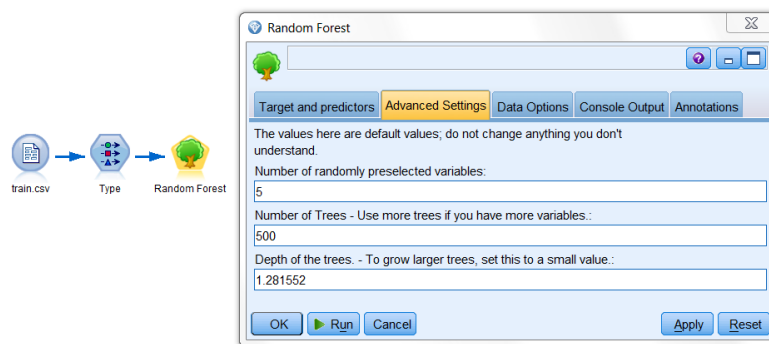 Random Forest
Target and predictors Advanced Settings Data Options Console Output Annotations
The values here are default values; do not change anything you don't
understand.
Number of randomly preselected variables:
5
Number of Trees - Use more trees if you have more variables.:
500
Depth of the trees. - To grow larger trees, set this to a small value.:
1.281552
OK Run Cancel Apply Reset
train.csv Type Random Forest